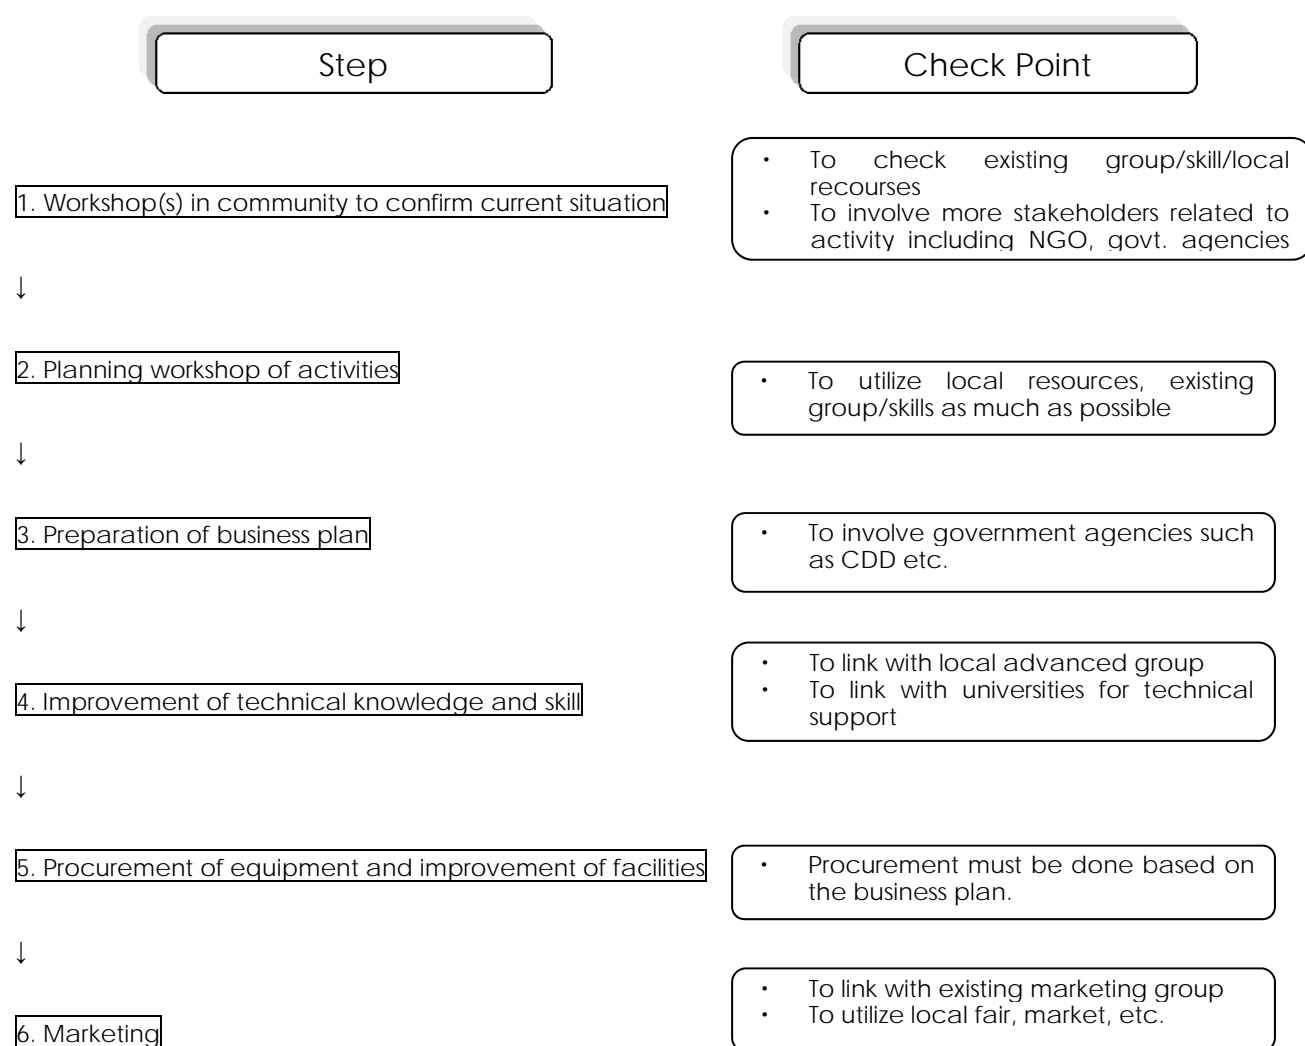 Step
Check Point
1. Workshop(s) in community to confirm current situation
・ To check existing group/skill/local
recourses
・ To involve more stakeholders related to
activity including NGO, govt. agencies
↓
2. Planning workshop of activities
・ To utilize local resources, existing
group/skills as much as possible
↓
3. Preparation of business plan
・ To involve government agencies such
as CDD etc.
↓
4. Improvement of technical knowledge and skill
・ To link with local advanced group
・ To link with universities for technical
support
↓
5. Procurement of equipment and improvement of facilities
・ Procurement must be done based on
the business plan.
↓
6. Marketing
・ To link with existing marketing group
・ To utilize local fair, market, etc.